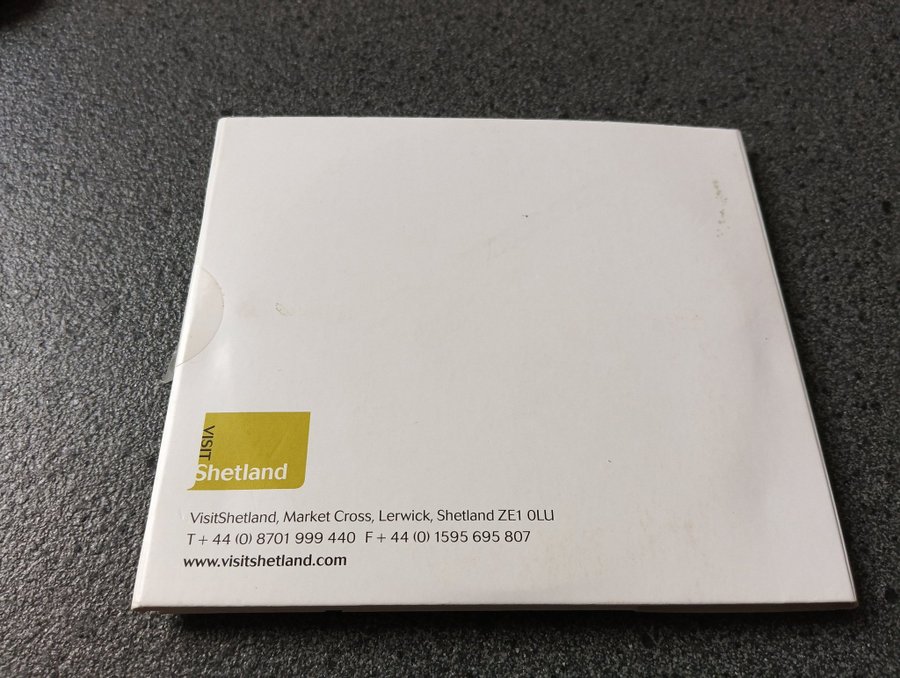 VISIT
Shetland
VisitShetland, Market Cross, Lerwick, Shetland ZE1 0LU
T + 44 (0) 8701 999 440 F + 44 (0) 1595 695 807
www.visitshetland.com